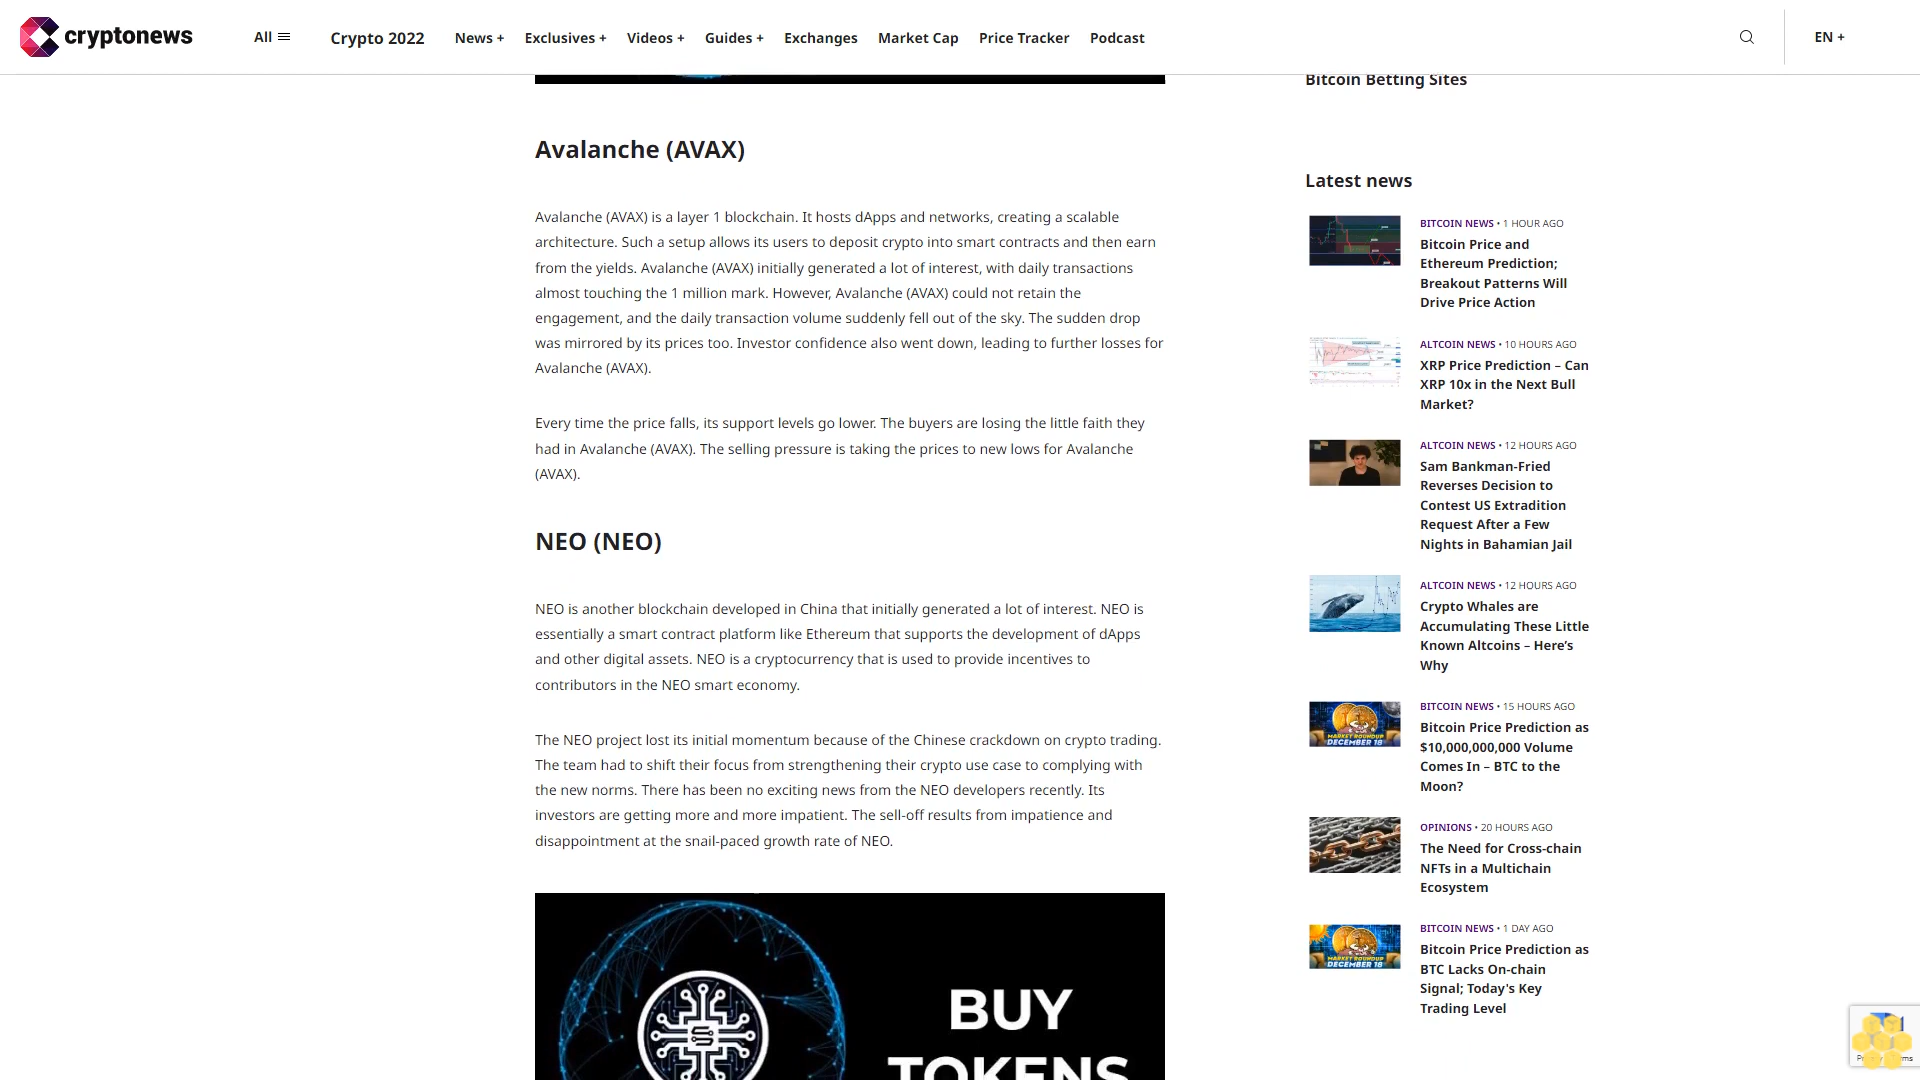 cryptonews
All
Crypto 2022
News +
Exclusives +
Videos +
Guides +
Exchanges
Market Cap
Price Tracker
Podcast
EN +
Avalanche (AVAX)
Avalanche (AVAX) is a layer 1 blockchain. It hosts dApps and networks, creating a scalable
architecture. Such a setup allows its users to deposit crypto into smart contracts and then earn
from the yields. Avalanche (AVAX) initially generated a lot of interest, with daily transactions
almost touching the 1 million mark. However, Avalanche (AVAX) could not retain the
engagement, and the daily transaction volume suddenly fell out of the sky. The sudden drop
was mirrored by its prices too. Investor confidence also went down, leading to further losses for
Avalanche (AVAX).
Every time the price falls, its support levels go lower. The buyers are losing the little faith they
had in Avalanche (AVAX). The selling pressure is taking the prices to new lows for Avalanche
(AVAX).
NEO (NEO)
NEO is another blockchain developed in China that initially generated a lot of interest. NEO is
essentially a smart contract platform like Ethereum that supports the development of dApps
and other digital assets. NEO is a cryptocurrency that is used to provide incentives to
contributors in the NEO smart economy.
The NEO project lost its initial momentum because of the Chinese crackdown on crypto trading.
The team had to shift their focus from strengthening their crypto use case to complying with
the new norms. There has been no exciting news from the NEO developers recently. Its
investors are getting more and more impatient. The sell-off results from impatience and
disappointment at the snail-paced growth rate of NEO.
BUY
TOKENS
Bitcoin Betting Sites
Latest news
BITCOIN NEWS • 1 HOUR AGO
Bitcoin Price and
Ethereum Prediction;
Breakout Patterns Will
Drive Price Action
ALTCOIN NEWS • 10 HOURS AGO
XRP Price Prediction – Can
XRP 10x in the Next Bull
Market?
ALTCOIN NEWS • 12 HOURS AGO
Sam Bankman-Fried
Reverses Decision to
Contest US Extradition
Request After a Few
Nights in Bahamian Jail
ALTCOIN NEWS • 12 HOURS AGO
Crypto Whales are
Accumulating These Little
Known Altcoins – Here’s
Why
BITCOIN NEWS • 15 HOURS AGO
Bitcoin Price Prediction as
$10,000,000,000 Volume
Comes In – BTC to the
Moon?
MARKET ROUNDUP
DECEMBER 18
OPINIONS • 20 HOURS AGO
The Need for Cross-chain
NFTs in a Multichain
Ecosystem
BITCOIN NEWS • 1 DAY AGO
Bitcoin Price Prediction as
BTC Lacks On-chain
Signal; Today's Key
Trading Level
MARKET ROUNDUP
DECEMBER 18